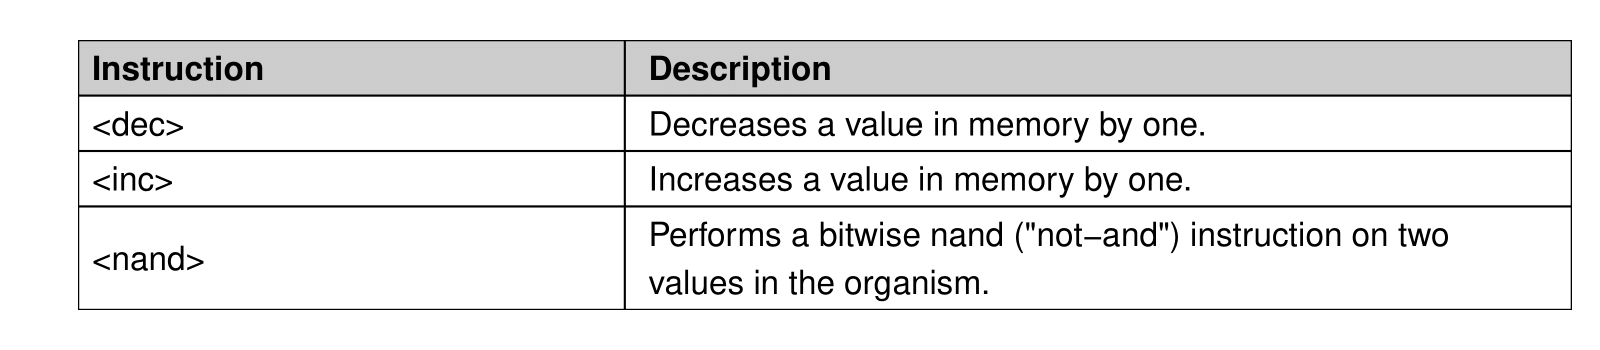 Instruction Description
<dec> Decreases a value in memory by one.
<inc> Increases a value in memory by one.
<nand> Performs a bitwise nand ("not−and") instruction on two
values in the organism.